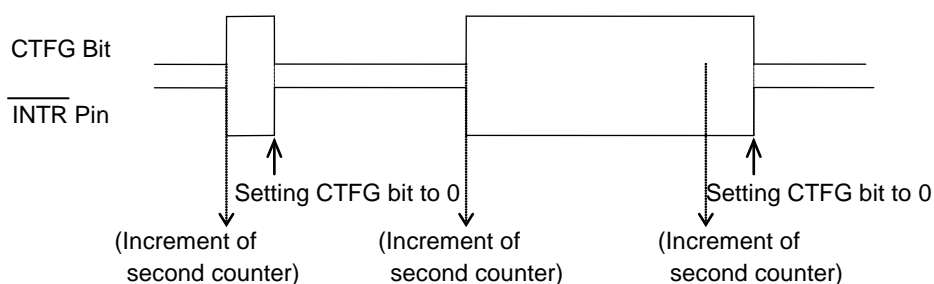 CTFG Bit
INTR Pin
Setting CTFG bit to 0
Setting CTFG bit to 0
(Increment of
second counter)
(Increment of
second counter)
(Increment of
second counter)